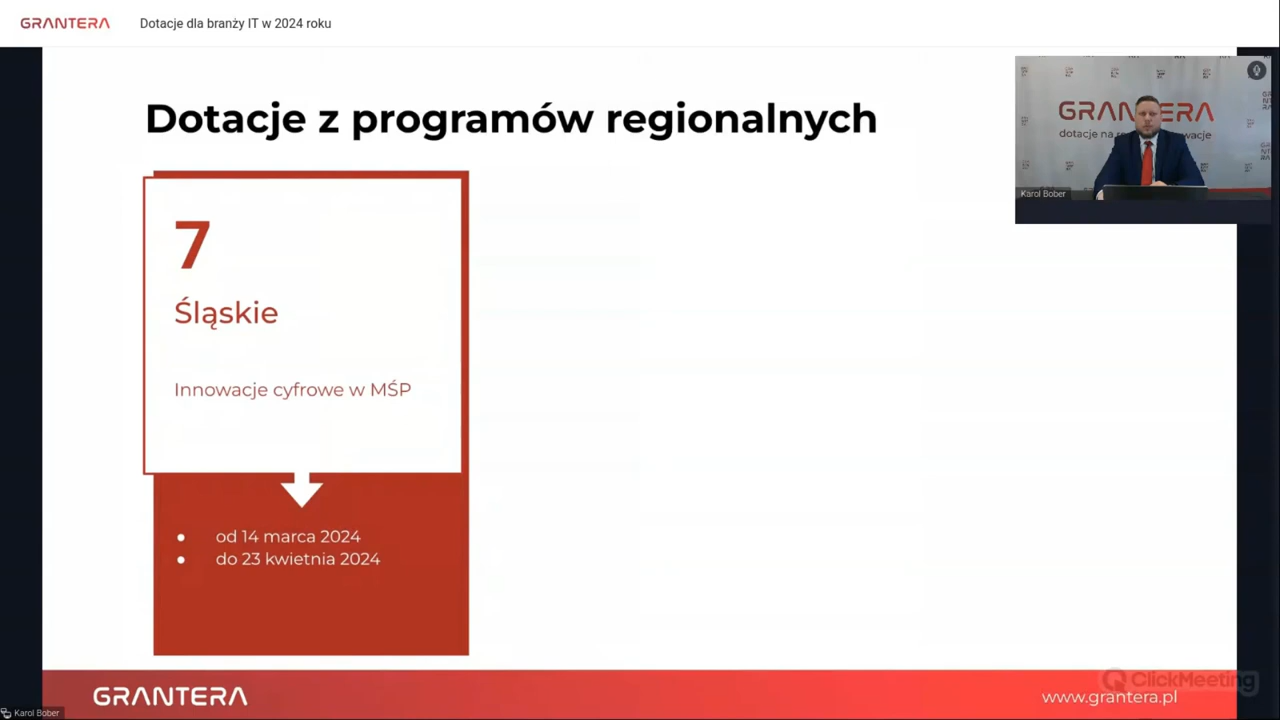 GRANTERA
Dotacje dla branży IT w 2024 roku
Dotacje z programów regionalnych
GRANTERA
dotacje na
Karol Bober
7
Śląskie
Innowacje cyfrowe w MŚP
od 14 marca 2024
do 23 kwietnia 2024
GRANTERA
ClickMeeting
www.grantera.pl
Karol Bober